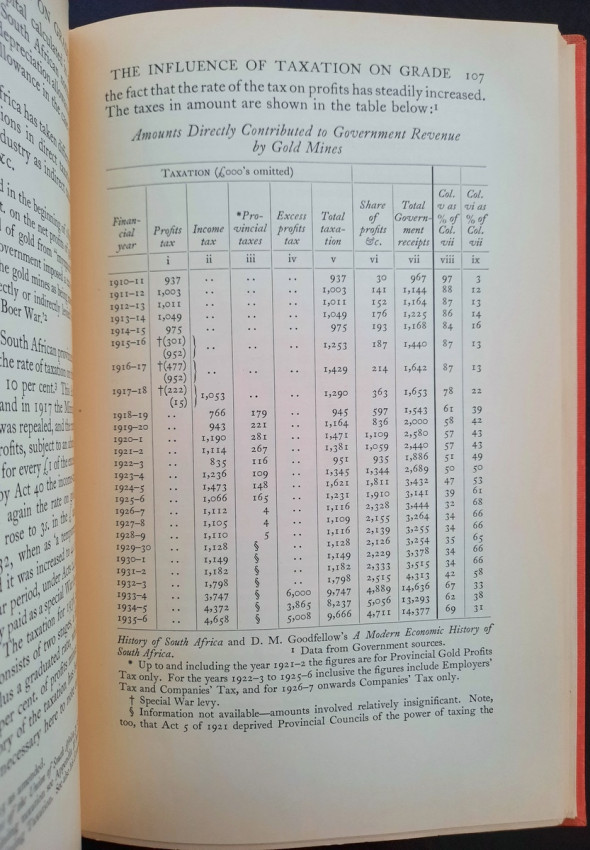 THE INFLUENCE OF TAXATION ON GRADE 107
the fact that the rate of the tax on profits has steadily increased.
The taxes in amount are shown in the table below:¹
Amounts Directly Contributed to Government Revenue
by Gold Mines
TAXATION (£000's omitted)
Financial year | Profits tax | Income tax | *Provincial taxes | Excess profits tax | Total taxation | Share of profits &c. | Total Government receipts | Col. v as % of Col. vii | Col. vi as % of Col. vii
i ii iii iv v vi vii viii ix
1910-11 937 .. .. .. 937 30 967 97 3
1911-12 1,003 .. .. .. 1,003 141 1,144 88 12
1912-13 1,011 .. .. .. 1,011 152 1,164 87 13
1913-14 1,049 .. .. .. 1,049 176 1,225 86 14
1914-15 975 .. .. .. 975 193 1,168 84 16
1915-16 †(301) (952) } .. .. .. 1,253 187 1,440 87 13
1916-17 †(477) (952) } .. .. .. 1,429 214 1,642 87 13
1917-18 †(222) (15) } 1,053 .. .. 1,290 363 1,653 78 22
1918-19 .. 766 179 .. 945 597 1,543 61 39
1919-20 .. 943 221 .. 1,164 836 2,000 58 42
1920-1 .. 1,190 281 .. 1,471 1,109 2,580 57 43
1921-2 .. 1,114 267 .. 1,381 1,059 2,440 57 43
1922-3 .. 835 116 .. 951 935 1,886 51 49
1923-4 .. 1,236 109 .. 1,345 1,344 2,689 50 50
1924-5 .. 1,473 148 .. 1,621 1,811 3,432 47 53
1925-6 .. 1,066 165 .. 1,231 1,910 3,141 39 61
1926-7 .. 1,112 4 .. 1,116 2,328 3,444 32 68
1927-8 .. 1,105 4 .. 1,109 2,155 3,264 34 66
1928-9 .. 1,110 5 .. 1,116 2,139 3,255 34 66
1929-30 .. 1,128 § .. 1,128 2,126 3,254 35 65
1930-1 .. 1,149 § .. 1,149 2,229 3,378 34 66
1931-2 .. 1,182 § .. 1,182 2,333 3,515 34 66
1932-3 .. 1,798 § .. 1,798 2,515 4,313 42 58
1933-4 .. 3,747 § 6,000 9,747 4,889 14,636 67 33
1934-5 .. 4,372 § 3,865 8,237 5,056 13,293 62 38
1935-6 .. 4,658 § 5,008 9,666 4,711 14,377 69 31
History of South Africa and D. M. Goodfellow's A Modern Economic History of
South Africa. ¹ Data from Government sources.
* Up to and including the year 1921-2 the figures are for Provincial Gold Profits
Tax only. For the years 1922-3 to 1925-6 inclusive the figures include Employers'
Tax and Companies' Tax, and for 1926-7 onwards Companies' Tax only.
† Special War levy.
§ Information not available—amounts involved relatively insignificant. Note,
too, that Act 5 of 1921 deprived Provincial Councils of the power of taxing the